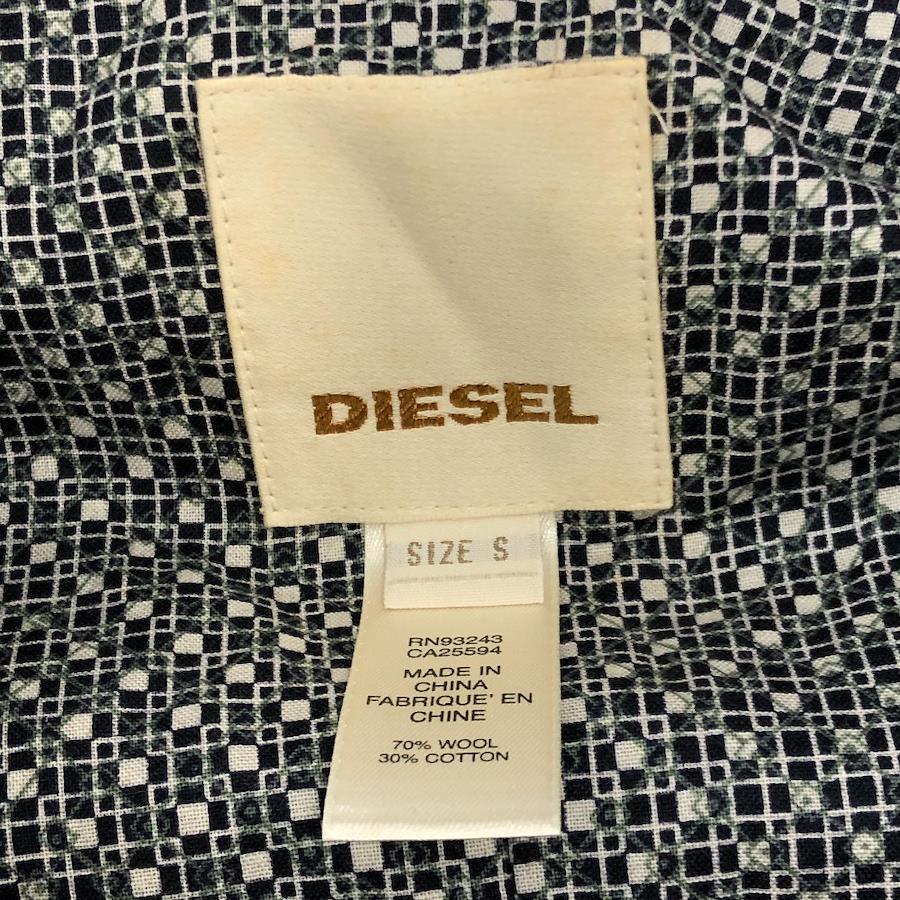 DIESEL
SIZE S
RN93243
CA25594
MADE IN
CHINA
FABRIQUE' EN
CHINE
70% WOOL
30% COTTON